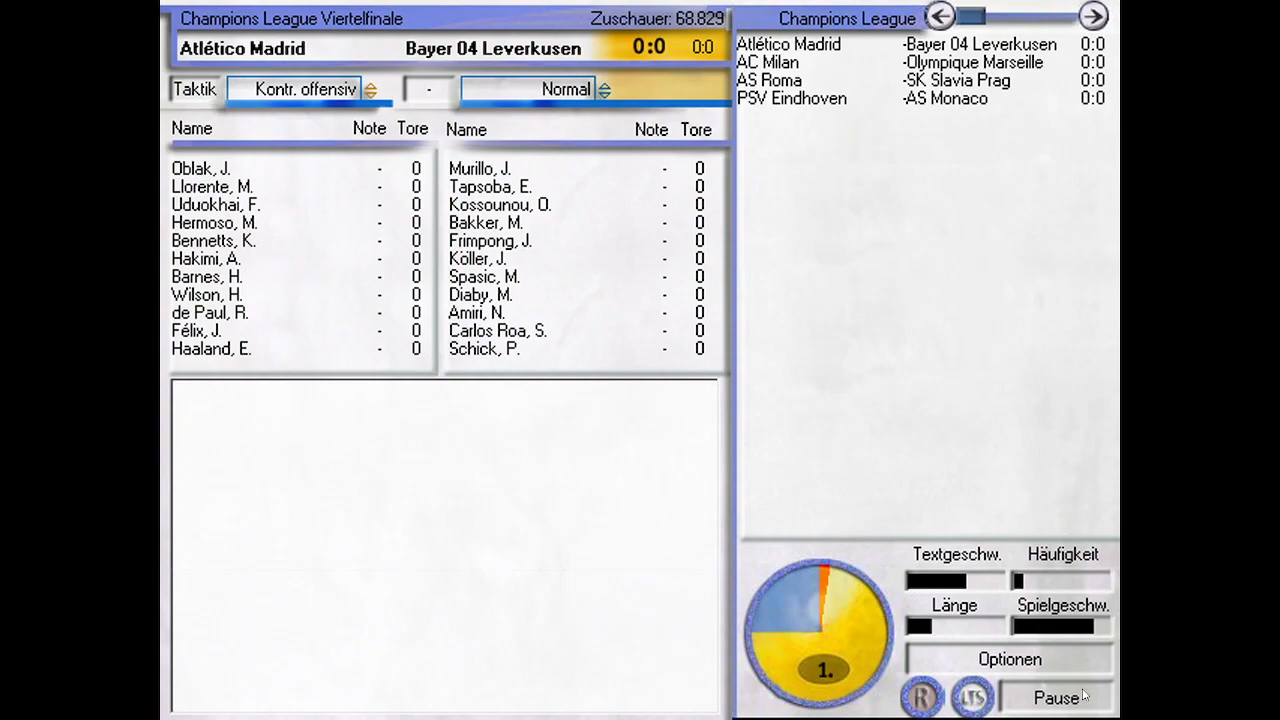 Champions League Viertelfinale Zuschauer: 68.829
Atlético Madrid Bayer 04 Leverkusen 0:0 0:0
Taktik Kontr. offensiv - Normal
Name Note Tore Name Note Tore
Oblak, J. - 0 Murillo, J. - 0
Llorente, M. - 0 Tapsoba, E. - 0
Uduokhai, F. - 0 Kossounou, O. - 0
Hermoso, M. - 0 Bakker, M. - 0
Bennetts, K. - 0 Frimpong, J. - 0
Hakimi, A. - 0 Köller, J. - 0
Barnes, H. - 0 Spasic, M. - 0
Wilson, H. - 0 Diaby, M. - 0
de Paul, R. - 0 Amiri, N. - 0
Félix, J. - 0 Carlos Roa, S. - 0
Haaland, E. - 0 Schick, P. - 0
Champions League
Atlético Madrid -Bayer 04 Leverkusen 0:0
AC Milan -Olympique Marseille 0:0
AS Roma -SK Slavia Prag 0:0
PSV Eindhoven -AS Monaco 0:0
Textgeschw. Häufigkeit
Länge Spielgeschw.
Optionen
1.
R LTS Pause